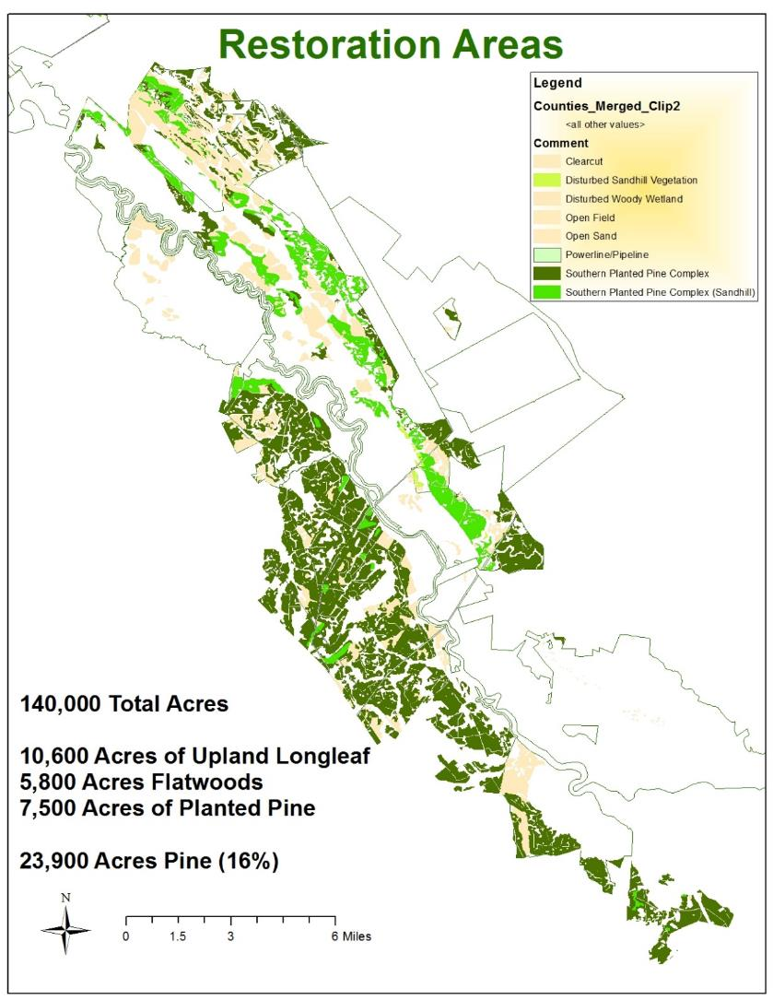 Restoration Areas
Legend
Counties_Merged_Clip2
<all other values>
Comment
Clearcut
Disturbed Sandhill Vegetation
Disturbed Woody Wetland
Open Field
Open Sand
Powerline/Pipeline
Southern Planted Pine Complex
Southern Planted Pine Complex (Sandhill)
140,000 Total Acres
10,600 Acres of Upland Longleaf
5,800 Acres Flatwoods
7,500 Acres of Planted Pine
23,900 Acres Pine (16%)
N
0 1.5 3 6 Miles